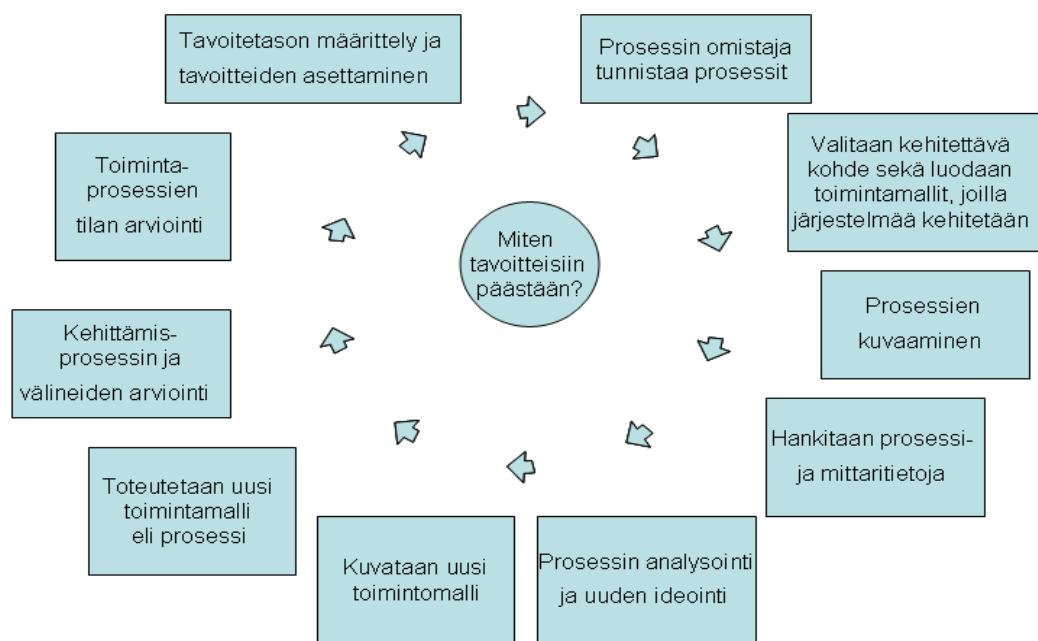 Tavoitetason määrittely ja
tavoitteiden asettaminen
Prosessin omistaja
tunnistaa prosessit
Valitaan kehitettävä
kohde sekä luodaan
toimintamallit, joilla
järjestelmää kehitetään
Prosessien
kuvaaminen
Hankitaan prosessi-
ja mittaritietoja
Prosessin analysointi
ja uuden ideointi
Kuvataan uusi
toimintomalli
Toteutetaan uusi
toimintamalli
eli prosessi
Kehittämis-
prosessin ja
välineiden arviointi
Toiminta-
prosessien
tilan arviointi
Miten
tavoitteisiin
päästään?